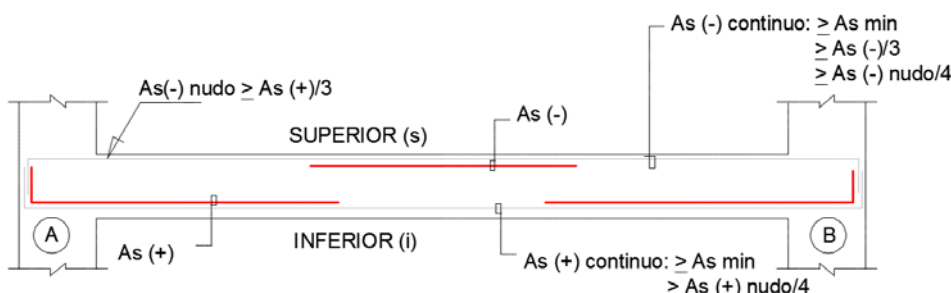 As (-) continuo: ≥ As min
≥ As (-)/3
≥ As (-) nudo/4
As(-) nudo ≥ As (+)/3
As (-)
SUPERIOR (s)
A
B
As (+)
INFERIOR (i)
As (+) continuo: ≥ As min
≥ As (+) nudo/4